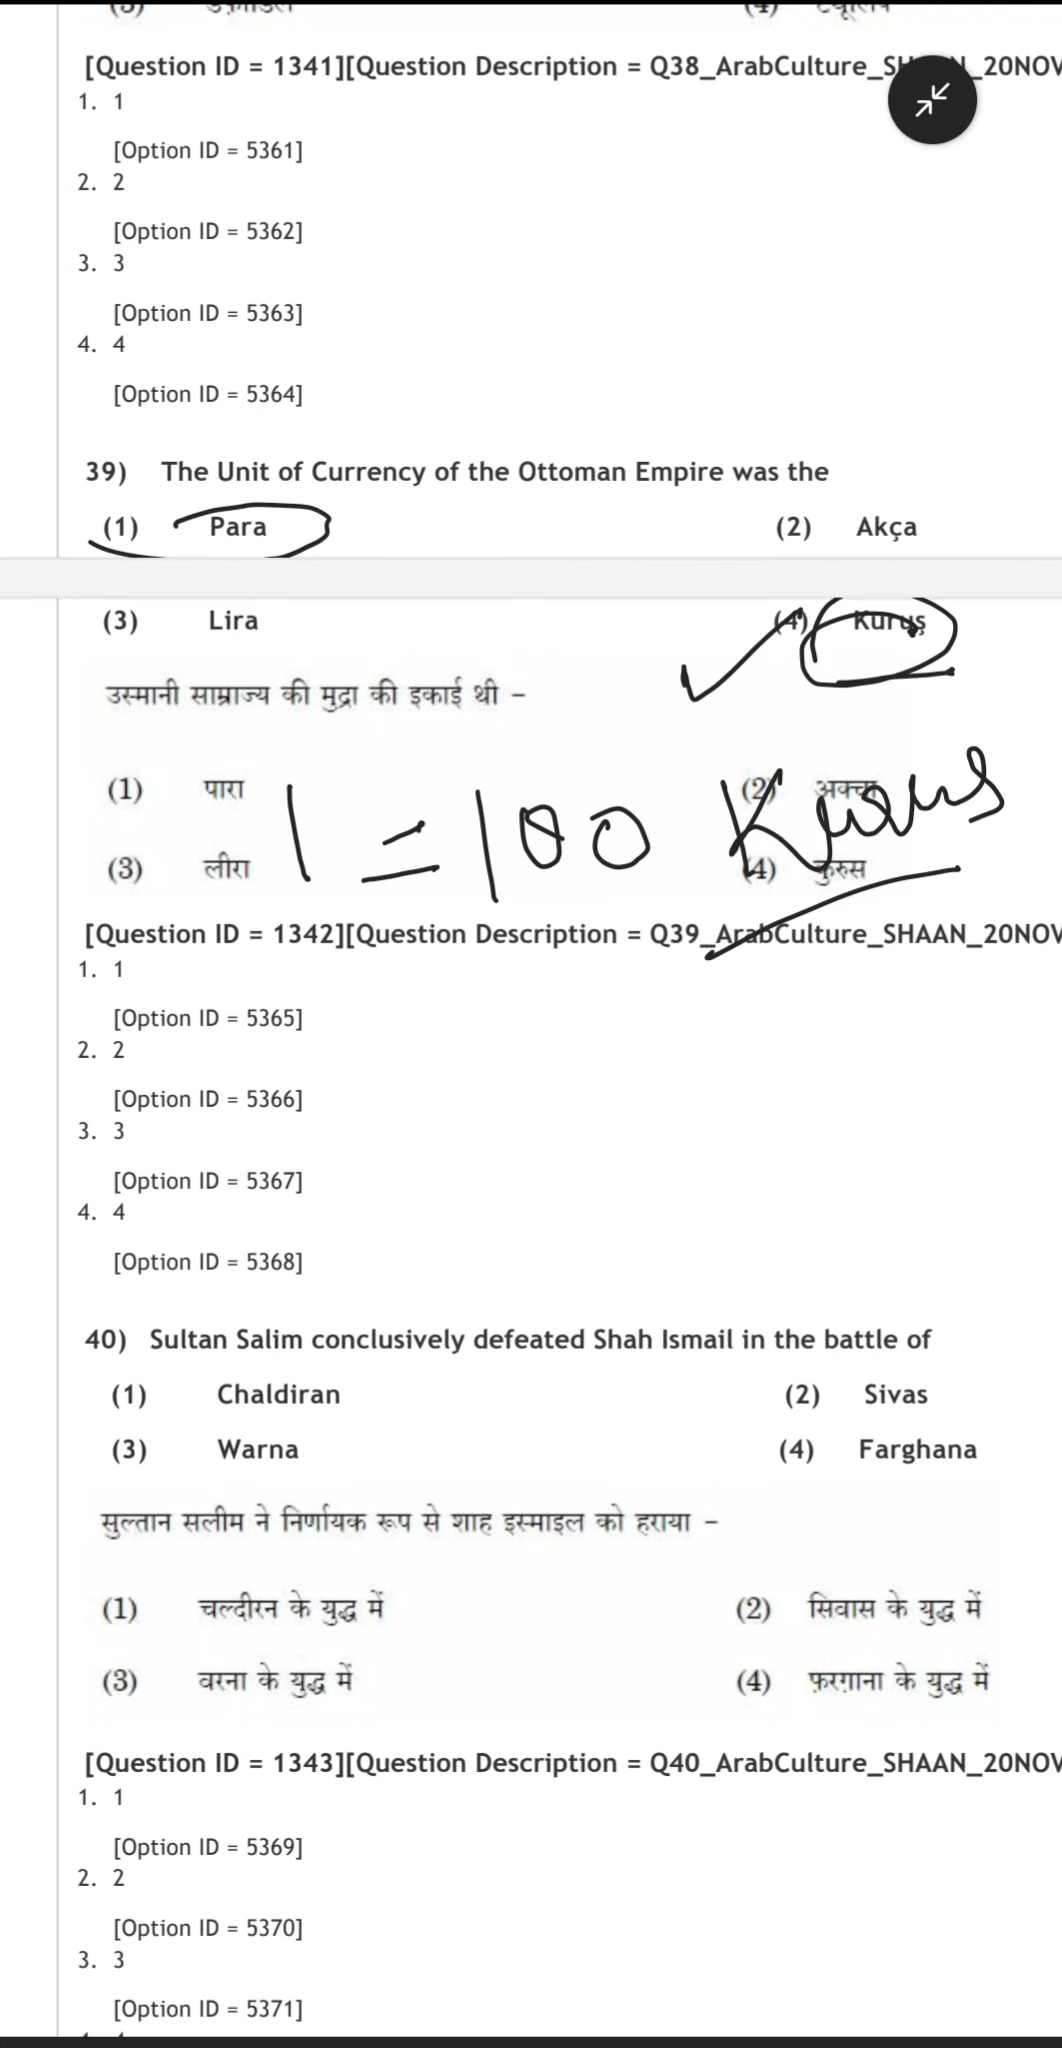 [Question ID = 1341][Question Description = Q38_ArabCulture_SH N_20NOV
1. 1
[Option ID = 5361]
2. 2
[Option ID = 5362]
3. 3
[Option ID = 5363]
4. 4
[Option ID = 5364]
39) The Unit of Currency of the Ottoman Empire was the
(1) Para (2) Akça
(3) Lira (4) Kuruş
उस्मानी साम्राज्य की मुद्रा की इकाई थी –
(1) पारा (2) अक्चा
1 = 100 Kurus
(3) लीरा (4) कुरुस
[Question ID = 1342][Question Description = Q39_ArabCulture_SHAAN_20NOV
1. 1
[Option ID = 5365]
2. 2
[Option ID = 5366]
3. 3
[Option ID = 5367]
4. 4
[Option ID = 5368]
40) Sultan Salim conclusively defeated Shah Ismail in the battle of
(1) Chaldiran (2) Sivas
(3) Warna (4) Farghana
सुल्तान सलीम ने निर्णायक रूप से शाह इस्माइल को हराया –
(1) चल्दीरन के युद्ध में (2) सिवास के युद्ध में
(3) वरना के युद्ध में (4) फ़रग़ाना के युद्ध में
[Question ID = 1343][Question Description = Q40_ArabCulture_SHAAN_20NOV
1. 1
[Option ID = 5369]
2. 2
[Option ID = 5370]
3. 3
[Option ID = 5371]